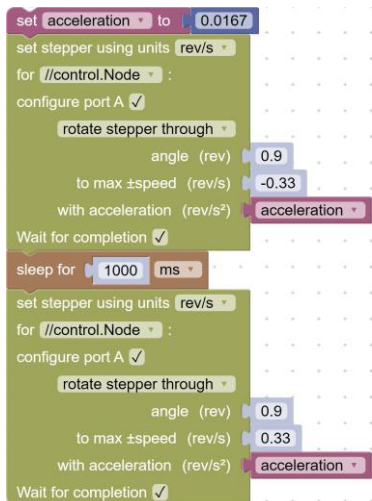 set acceleration to 0.0167
set stepper using units rev/s
for //control.Node :
configure port A
rotate stepper through
angle (rev) 0.9
to max ±speed (rev/s) -0.33
with acceleration (rev/s²) acceleration
Wait for completion
sleep for 1000 ms
set stepper using units rev/s
for //control.Node :
configure port A
rotate stepper through
angle (rev) 0.9
to max ±speed (rev/s) 0.33
with acceleration (rev/s²) acceleration
Wait for completion